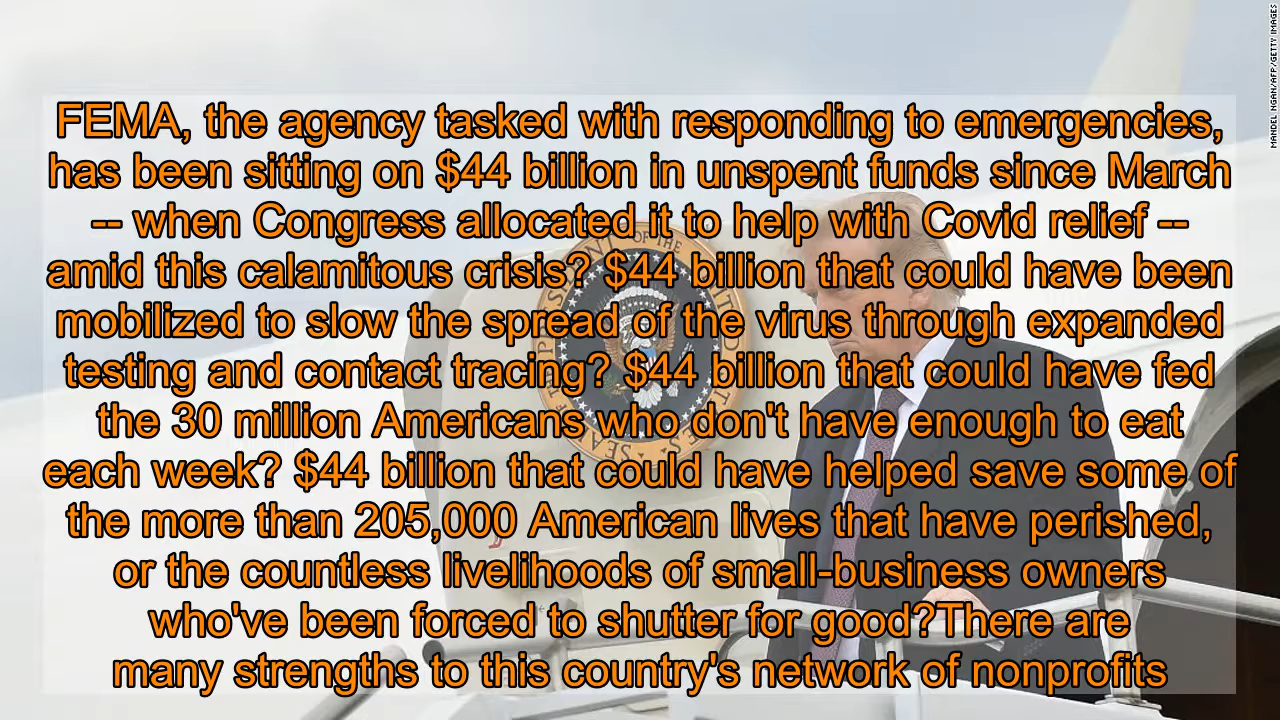 FEMA, the agency tasked with responding to emergencies,
has been sitting on $44 billion in unspent funds since March
-- when Congress allocated it to help with Covid relief --
amid this calamitous crisis? $44 billion that could have been
mobilized to slow the spread of the virus through expanded
testing and contact tracing? $44 billion that could have fed
the 30 million Americans who don't have enough to eat
each week? $44 billion that could have helped save some of
the more than 205,000 American lives that have perished,
or the countless livelihoods of small-business owners
who've been forced to shutter for good?There are
many strengths to this country's network of nonprofits
MANDEL NGAN/AFP/GETTY IMAGES